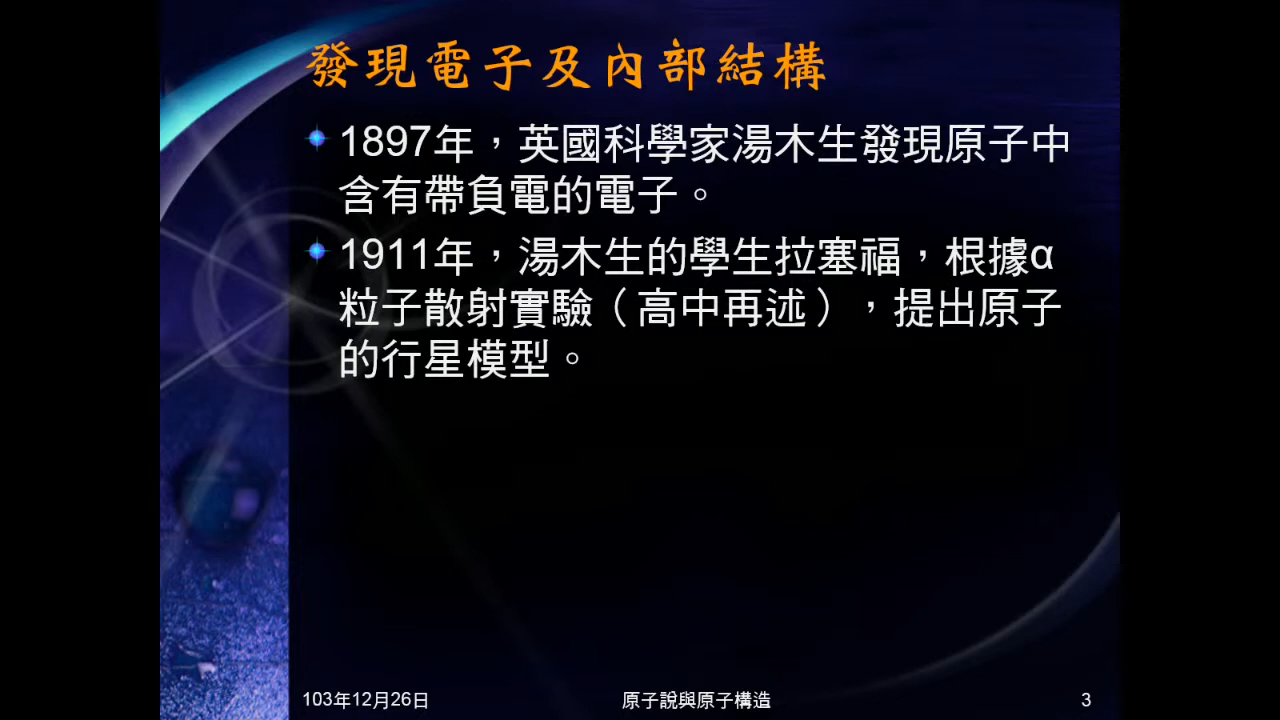 發現電子及內部結構
1897年，英國科學家湯木生發現原子中
含有帶負電的電子。
1911年，湯木生的學生拉塞福，根據α
粒子散射實驗（高中再述），提出原子
的行星模型。
103年12月26日
原子說與原子構造
3